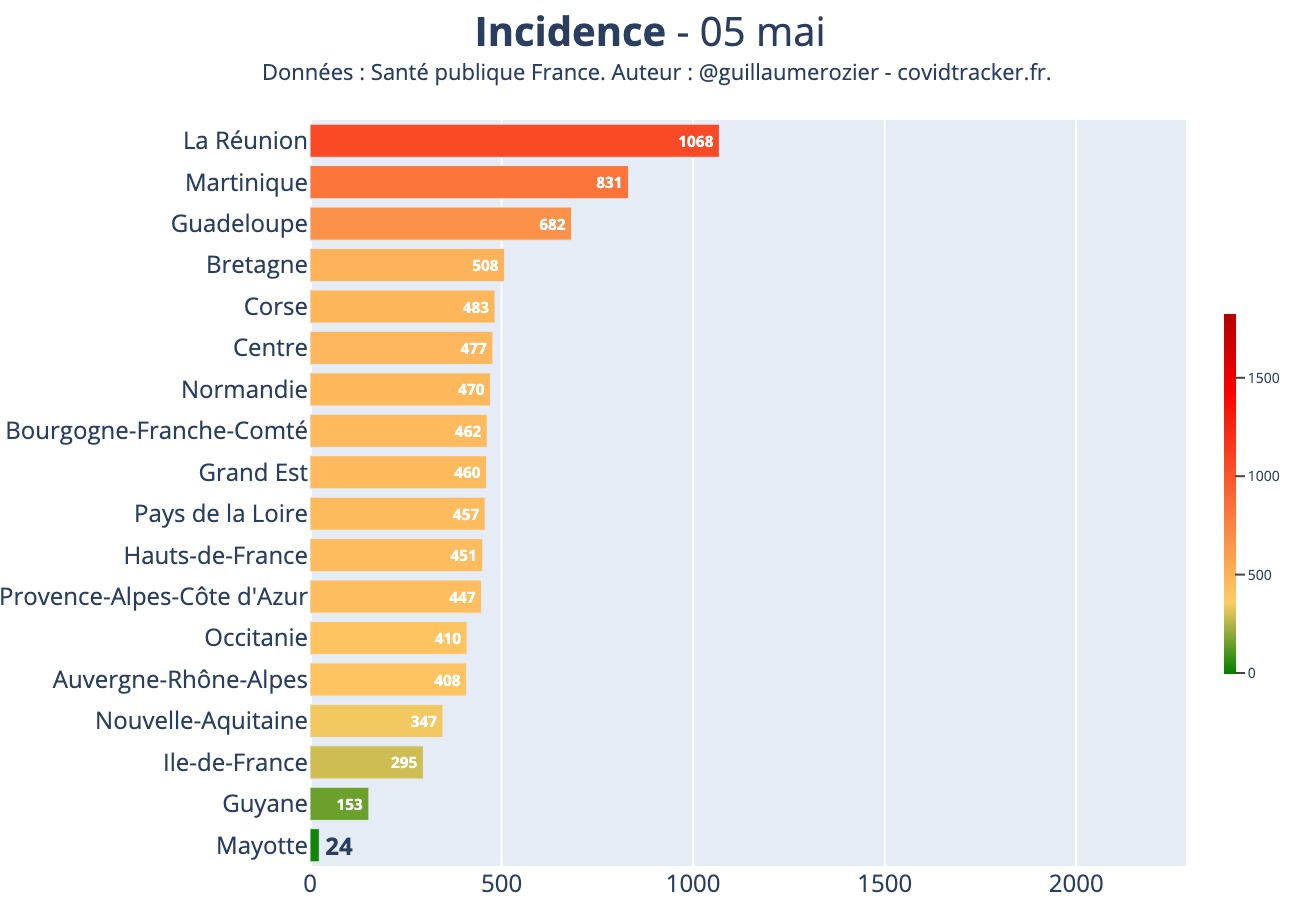 Incidence - 05 mai
Données : Santé publique France. Auteur : @guillaumerozier - covidtracker.fr.
La Réunion 1068
Martinique 831
Guadeloupe 682
Bretagne 508
Corse 483
Centre 477
Normandie 470
Bourgogne-Franche-Comté 462
Grand Est 460
Pays de la Loire 457
Hauts-de-France 451
Provence-Alpes-Côte d'Azur 447
Occitanie 410
Auvergne-Rhône-Alpes 408
Nouvelle-Aquitaine 347
Ile-de-France 295
Guyane 153
Mayotte 24
0 500 1000 1500 2000
1500
1000
500
0